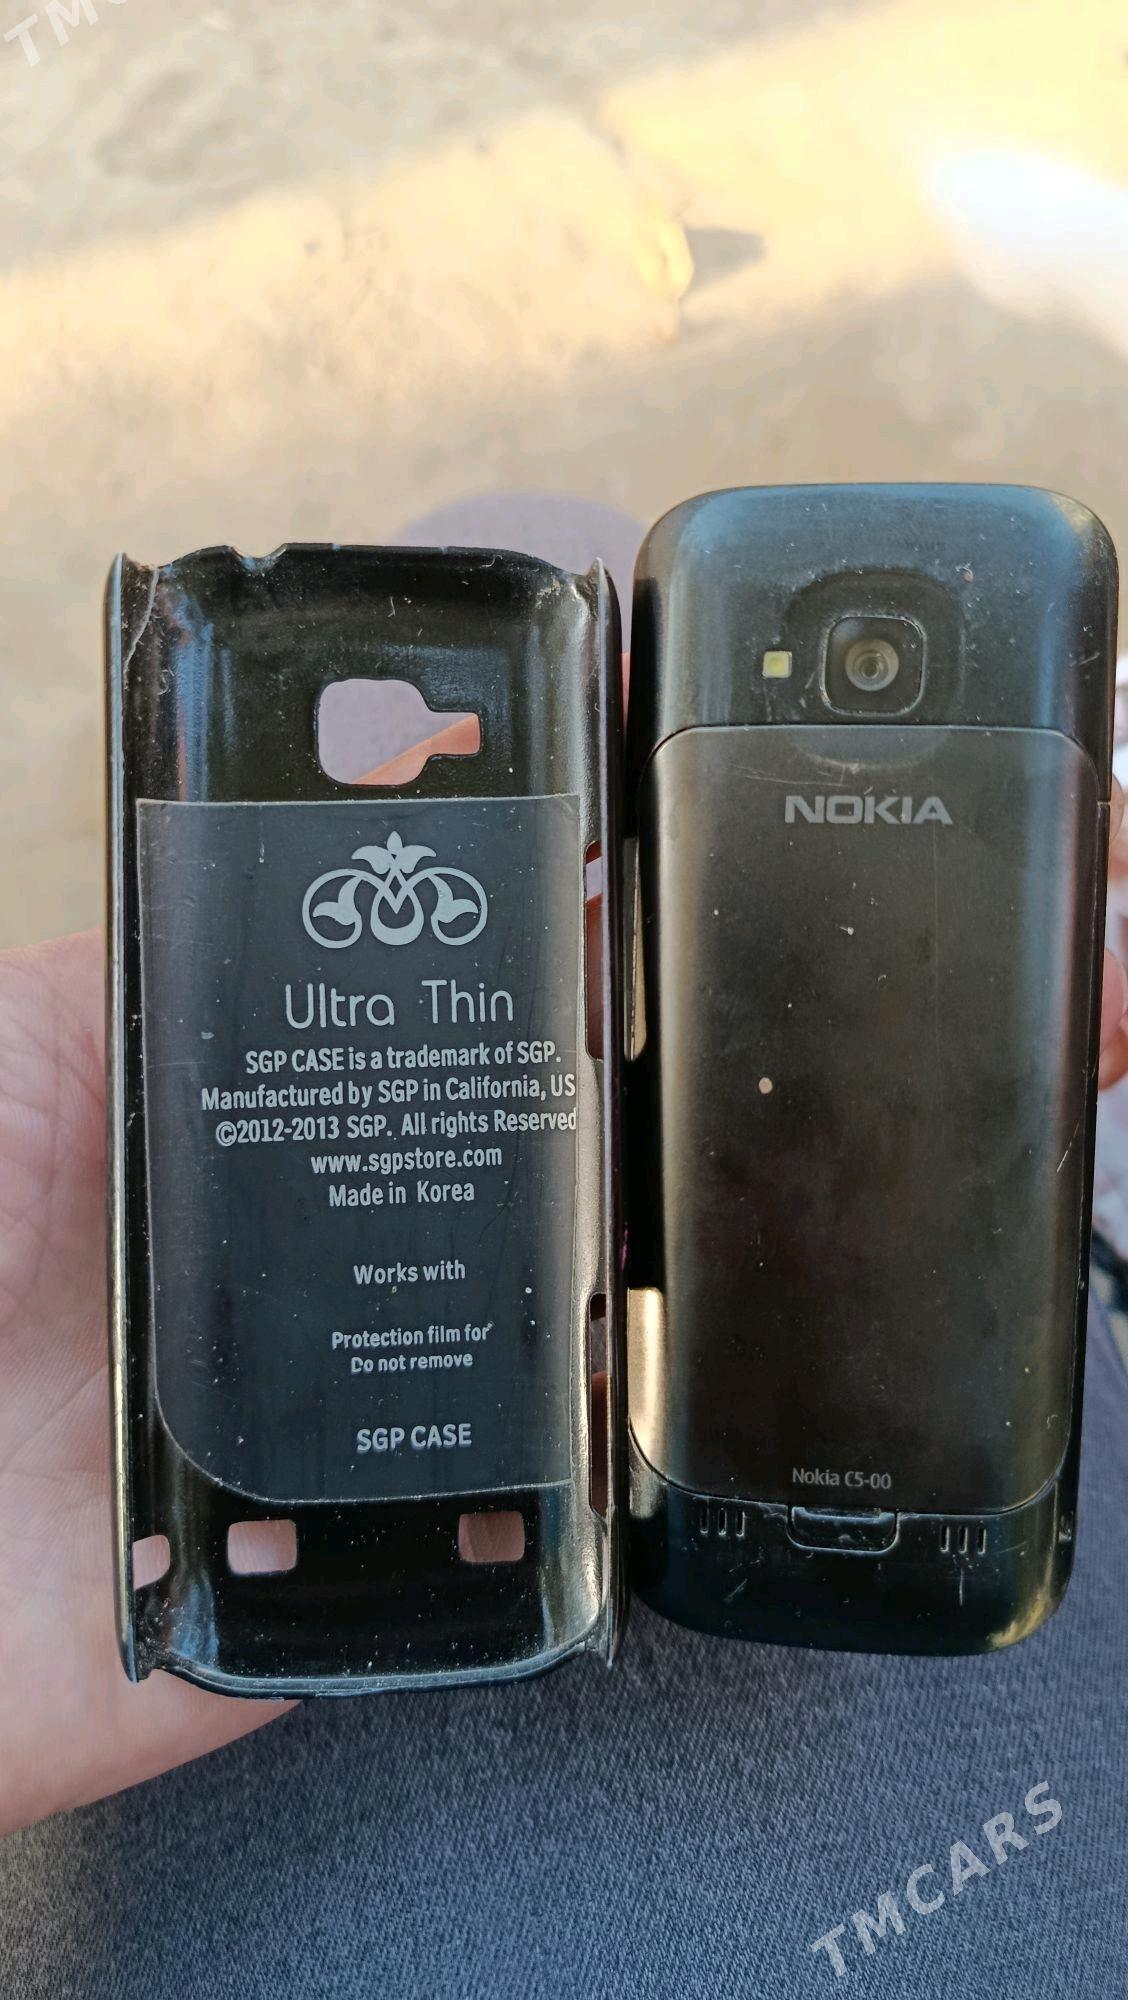 TMC
Ultra Thin
SGP CASE is a trademark of SGP.
Manufactured by SGP in California, US
©2012-2013 SGP. All rights Reserved
www.sgpstore.com
Made in Korea
Works with
Protection film for
Do not remove
SGP CASE
NOKIA
Nokia C5-00
TMCARS